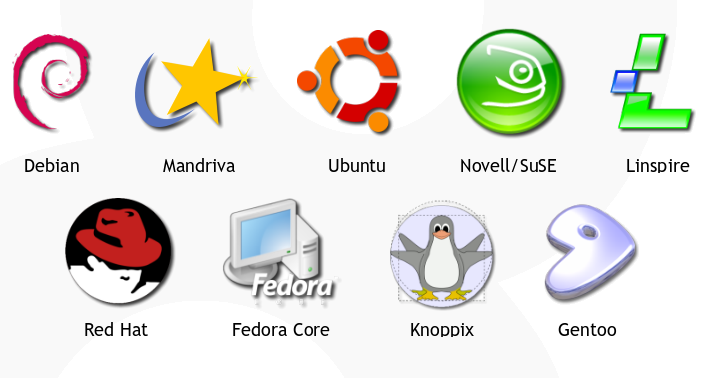 Debian
Mandriva
Ubuntu
Novell/SuSE
Linspire
Fedora
Red Hat
Fedora Core
Knoppix
Gentoo